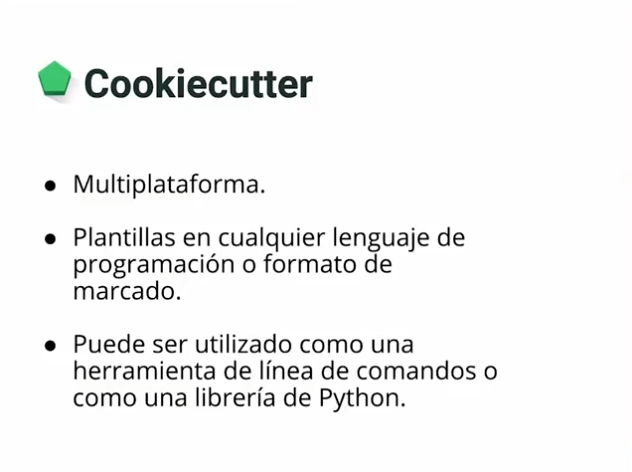 Cookiecutter
● Multiplataforma.
● Plantillas en cualquier lenguaje de
programación o formato de
marcado.
● Puede ser utilizado como una
herramienta de línea de comandos o
como una librería de Python.